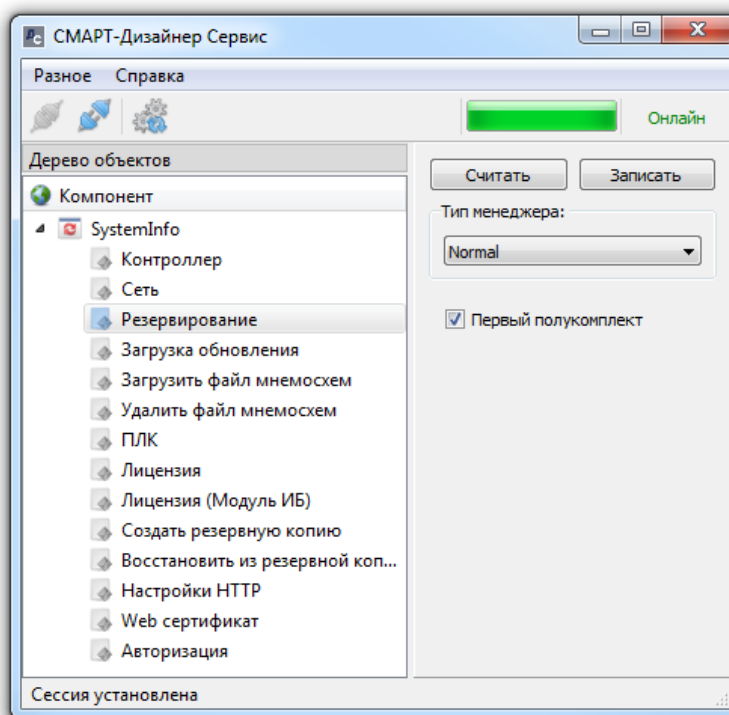 СМАРТ-Дизайнер Сервис
Разное Справка
Онлайн
Дерево объектов
Компонент
SystemInfo
Контроллер
Сеть
Резервирование
Загрузка обновления
Загрузить файл мнемосхем
Удалить файл мнемосхем
ПЛК
Лицензия
Лицензия (Модуль ИБ)
Создать резервную копию
Восстановить из резервной коп...
Настройки HTTP
Web сертификат
Авторизация
Считать Записать
Тип менеджера:
Normal
Первый полукомплект
Сессия установлена